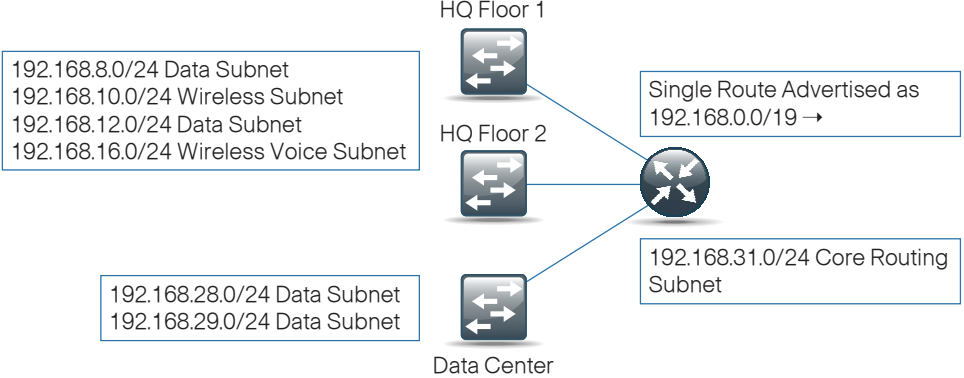 HQ Floor 1
192.168.8.0/24 Data Subnet
192.168.10.0/24 Wireless Subnet
192.168.12.0/24 Data Subnet
192.168.16.0/24 Wireless Voice Subnet
Single Route Advertised as
192.168.0.0/19 →
HQ Floor 2
192.168.31.0/24 Core Routing
Subnet
192.168.28.0/24 Data Subnet
192.168.29.0/24 Data Subnet
Data Center